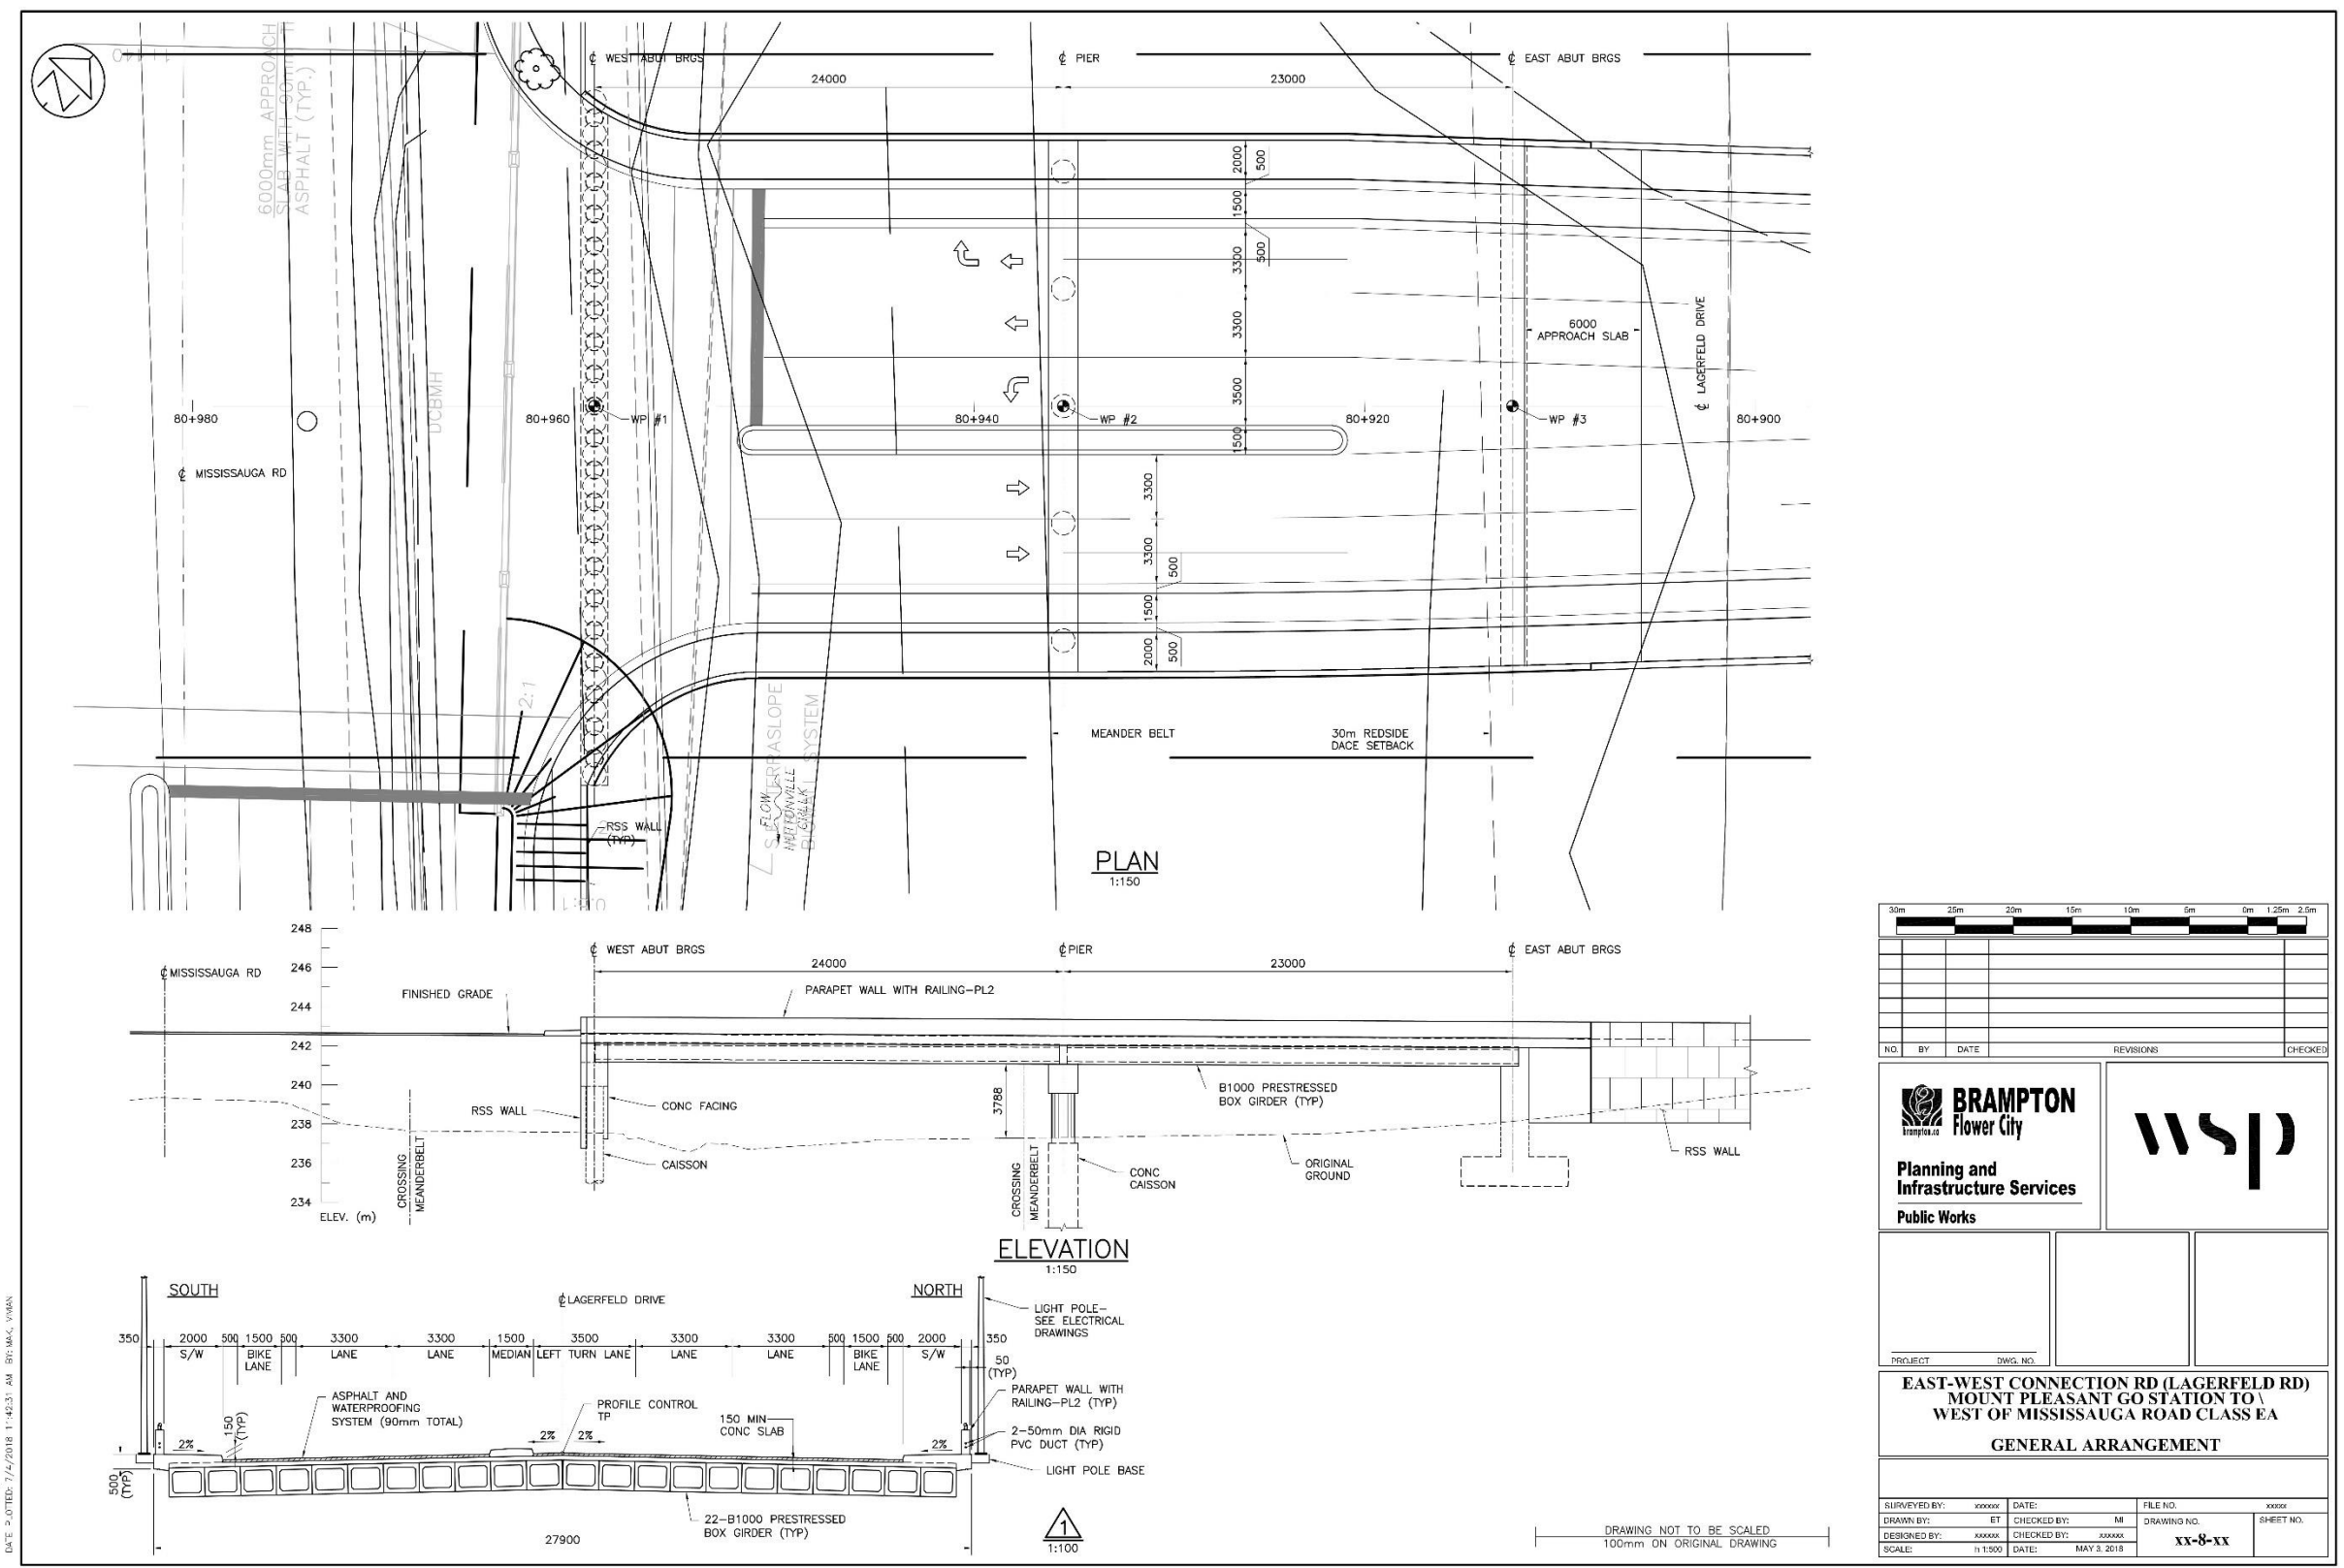 6000mm APPROACH
SLAB WITH 90mm
ASPHALT (TYP.)
℄ WEST ABUT BRGS
℄ PIER
℄ EAST ABUT BRGS
24000
23000
2000
500
1500
500
3300
3300
3500
1500
3300
3300
500
1500
2000
500
6000
APPROACH SLAB
℄ LAGERFELD DRIVE
DCBMH
80+980
80+960
WP #1
80+940
WP #2
80+920
WP #3
80+900
℄ MISSISSAUGA RD
2:1
MEANDER BELT
30m REDSIDE
DACE SETBACK
FLOW
HUTTONVILLE
RSS WALL
(TYP)
PLAN
1:150
248
246
244
242
240
238
236
234
ELEV. (m)
℄ MISSISSAUGA RD
℄ WEST ABUT BRGS
℄ PIER
℄ EAST ABUT BRGS
24000
23000
FINISHED GRADE
PARAPET WALL WITH RAILING-PL2
B1000 PRESTRESSED
BOX GIRDER (TYP)
3788
RSS WALL
CONC FACING
CAISSON
CROSSING
MEANDERBELT
CROSSING
MEANDERBELT
CONC
CAISSON
ORIGINAL
GROUND
RSS WALL
ELEVATION
1:150
SOUTH
NORTH
℄ LAGERFELD DRIVE
LIGHT POLE-
SEE ELECTRICAL
DRAWINGS
350 2000 500 1500 500 3300 3300 1500 3500 3300 3300 500 1500 500 2000 350
S/W BIKE LANE LANE LANE MEDIAN LEFT TURN LANE LANE LANE BIKE LANE S/W
50
(TYP)
PARAPET WALL WITH
RAILING-PL2 (TYP)
ASPHALT AND
WATERPROOFING
SYSTEM (90mm TOTAL)
PROFILE CONTROL
TP
150 MIN
CONC SLAB
150
(TYP)
2-50mm DIA RIGID
PVC DUCT (TYP)
2% 2% 2% 2%
LIGHT POLE BASE
500
(TYP)
22-B1000 PRESTRESSED
BOX GIRDER (TYP)
27900
1
1:100
DRAWING NOT TO BE SCALED
100mm ON ORIGINAL DRAWING
30m 25m 20m 15m 10m 5m 0m 1.25m 2.5m
NO. BY DATE REVISIONS CHECKED
BRAMPTON
Flower City
brampton.ca
Planning and
Infrastructure Services
Public Works
wsp
PROJECT DWG. NO.
EAST-WEST CONNECTION RD (LAGERFELD RD)
MOUNT PLEASANT GO STATION TO \
WEST OF MISSISSAUGA ROAD CLASS EA
GENERAL ARRANGEMENT
SURVEYED BY: xxxxxx DATE: FILE NO. xxxxx
DRAWN BY: ET CHECKED BY: MI DRAWING NO. SHEET NO.
DESIGNED BY: xxxxxx CHECKED BY: xxxxxx xx-8-xx
SCALE: h 1:500 DATE: MAY 3, 2018
DATE PLOTTED: 7/4/2018 11:42:31 AM BY: MAK, VIVIAN